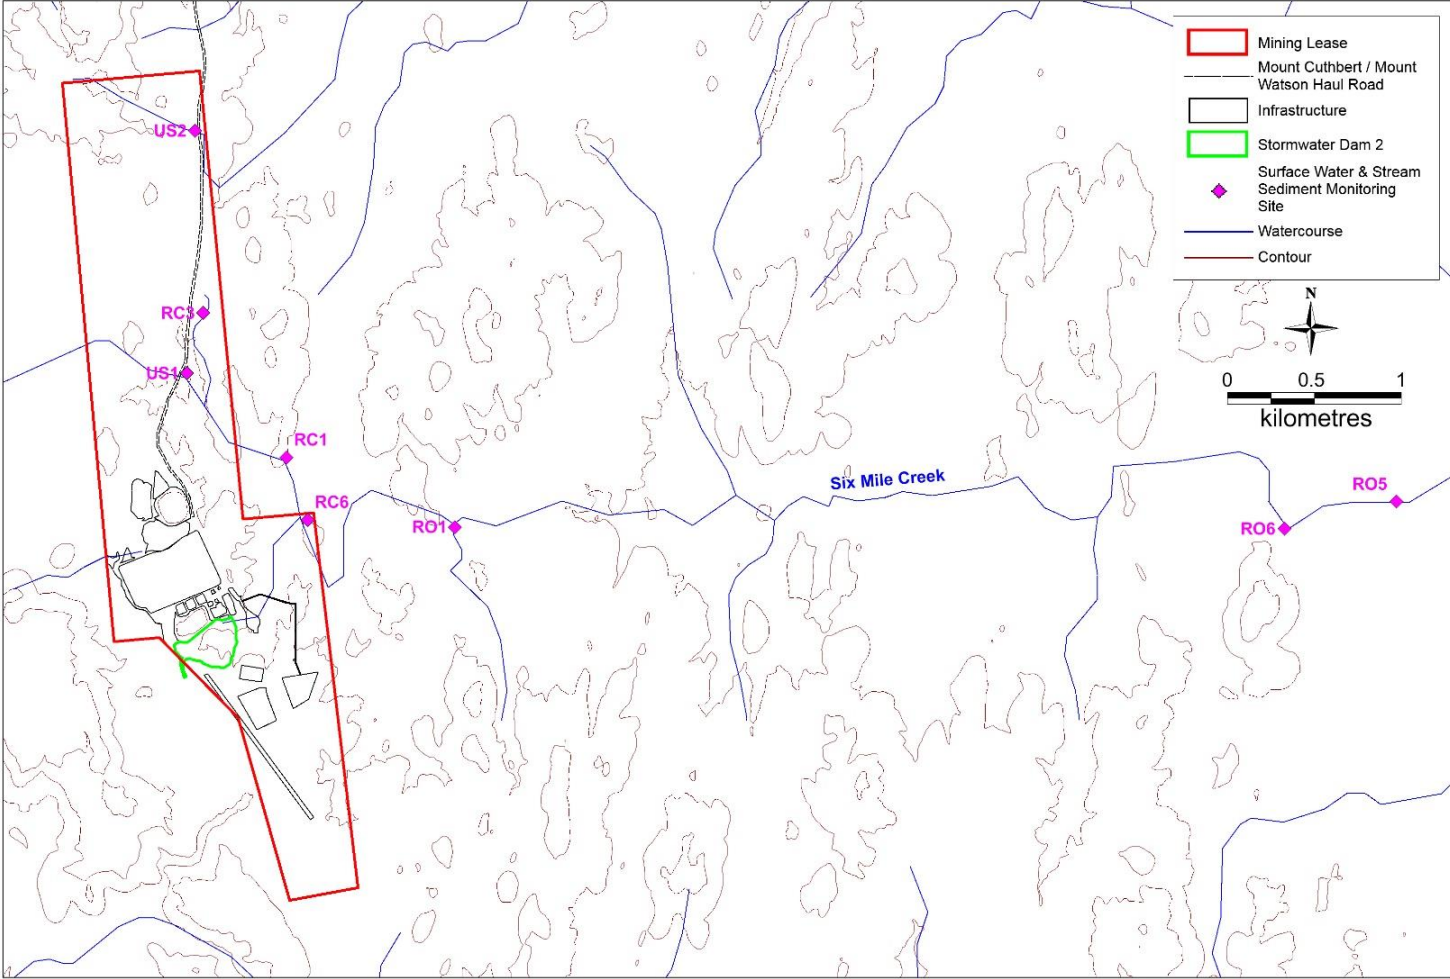 Mining Lease
Mount Cuthbert / Mount
Watson Haul Road
Infrastructure
Stormwater Dam 2
Surface Water & Stream
Sediment Monitoring
Site
Watercourse
Contour
N
0 0.5 1
kilometres
US2
RC3
US1
RC1
RC6
RO1
Six Mile Creek
RO5
RO6